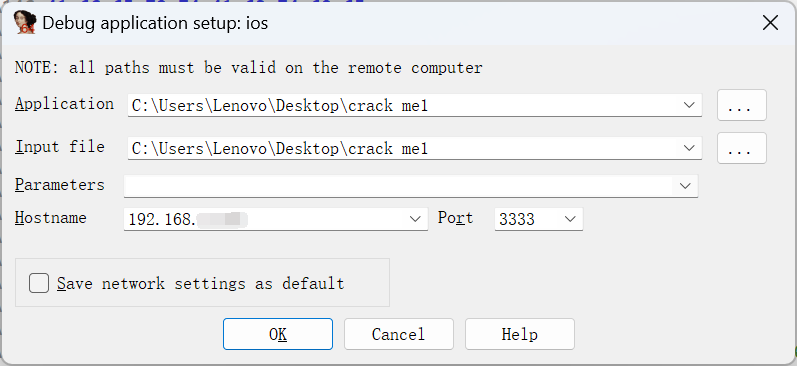 Debug application setup: ios
NOTE: all paths must be valid on the remote computer
Application C:\Users\Lenovo\Desktop\crack me1 ...
Input file C:\Users\Lenovo\Desktop\crack me1 ...
Parameters
Hostname 192.168. Port 3333
Save network settings as default
OK Cancel Help